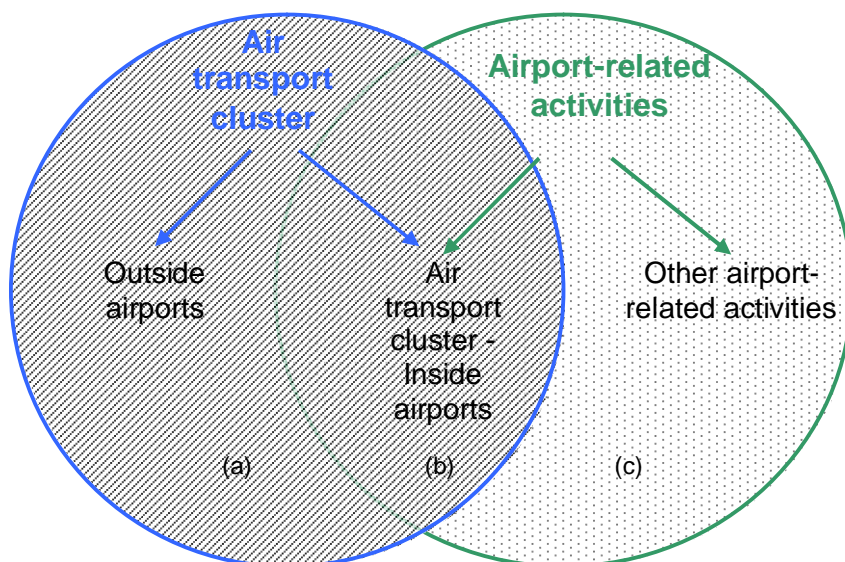 Air
transport
cluster
Airport-related
activities
Outside
airports
Air
transport
cluster -
Inside
airports
Other airport-
related activities
(a)
(b)
(c)